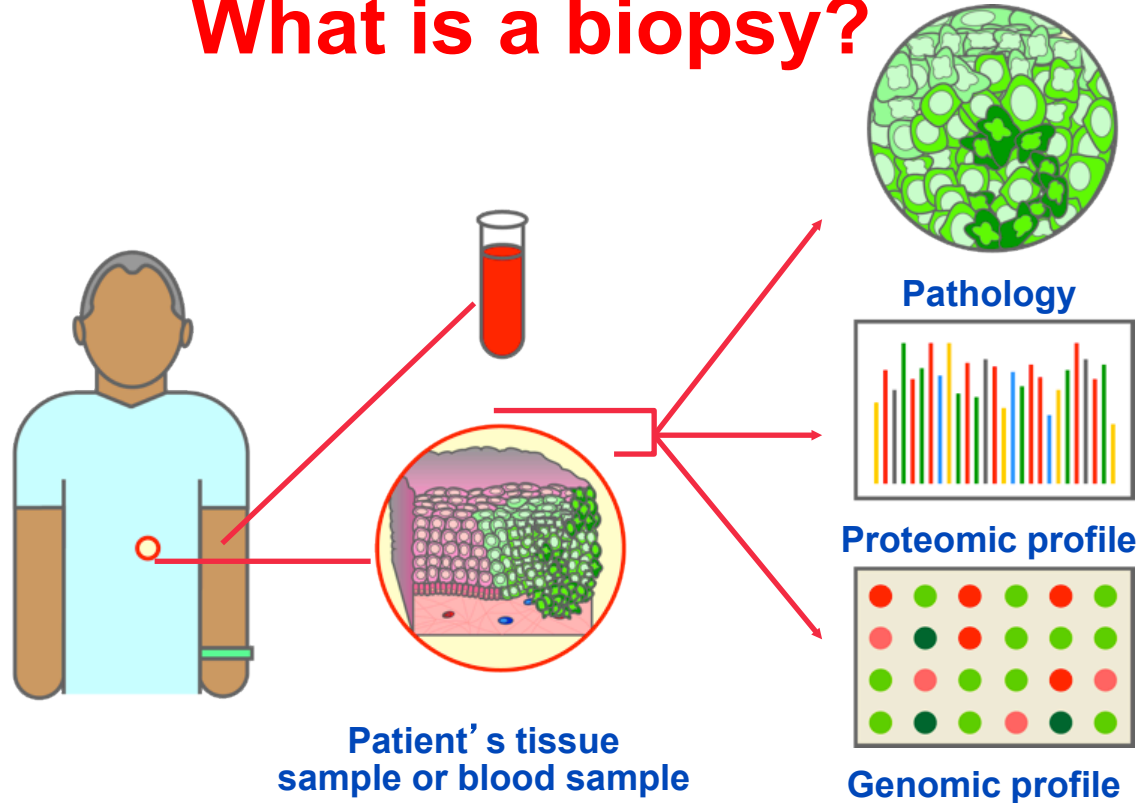 What is a biopsy?
Pathology
Proteomic profile
Patient's tissue
sample or blood sample
Genomic profile